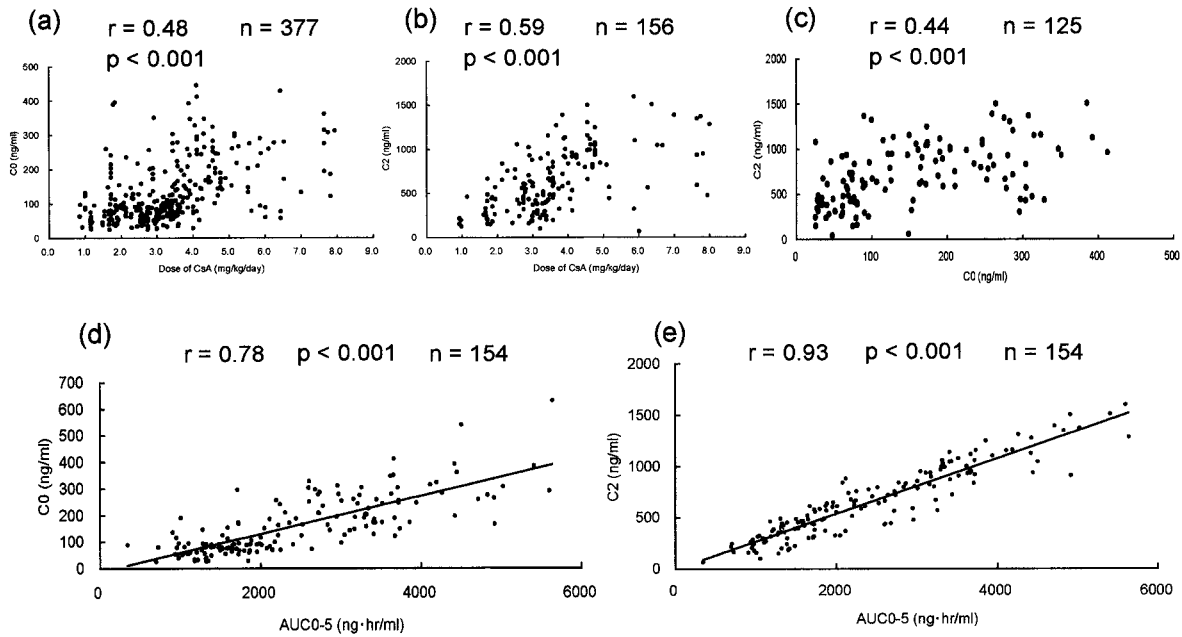 (a)
r = 0.48 n = 377
p < 0.001
500
400
300
200
100
0
C0 (ng/ml)
0.0 1.0 2.0 3.0 4.0 5.0 6.0 7.0 8.0 9.0
Dose of CsA (mg/kg/day)
(b)
r = 0.59 n = 156
p < 0.001
2000
1500
1000
500
0
C2 (ng/ml)
0.0 1.0 2.0 3.0 4.0 5.0 6.0 7.0 8.0 9.0
Dose of CsA (mg/kg/day)
(c)
r = 0.44 n = 125
p < 0.001
2000
1500
1000
500
0
C2 (ng/ml)
0 100 200 300 400 500
C0 (ng/ml)
(d)
r = 0.78 p < 0.001 n = 154
700
600
500
400
300
200
100
0
C0 (ng/ml)
0 2000 4000 6000
AUC0-5 (ng·hr/ml)
(e)
r = 0.93 p < 0.001 n = 154
2000
1500
1000
500
0
C2 (ng/ml)
0 2000 4000 6000
AUC0-5 (ng·hr/ml)